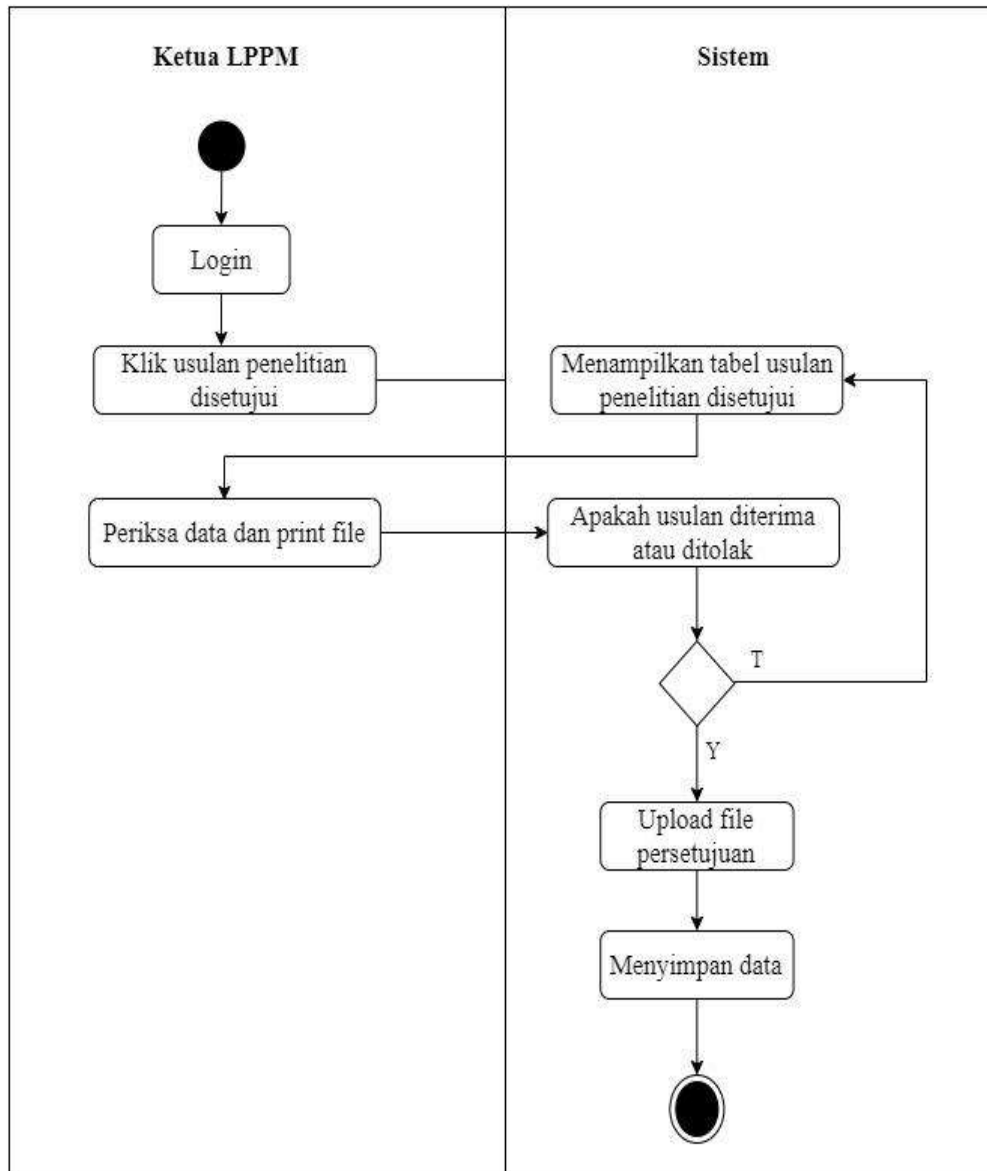 Ketua LPPM
Sistem
Login
Klik usulan penelitian
disetujui
Menampilkan tabel usulan
penelitian disetujui
Periksa data dan print file
Apakah usulan diterima
atau ditolak
T
Y
Upload file
persetujuan
Menyimpan data